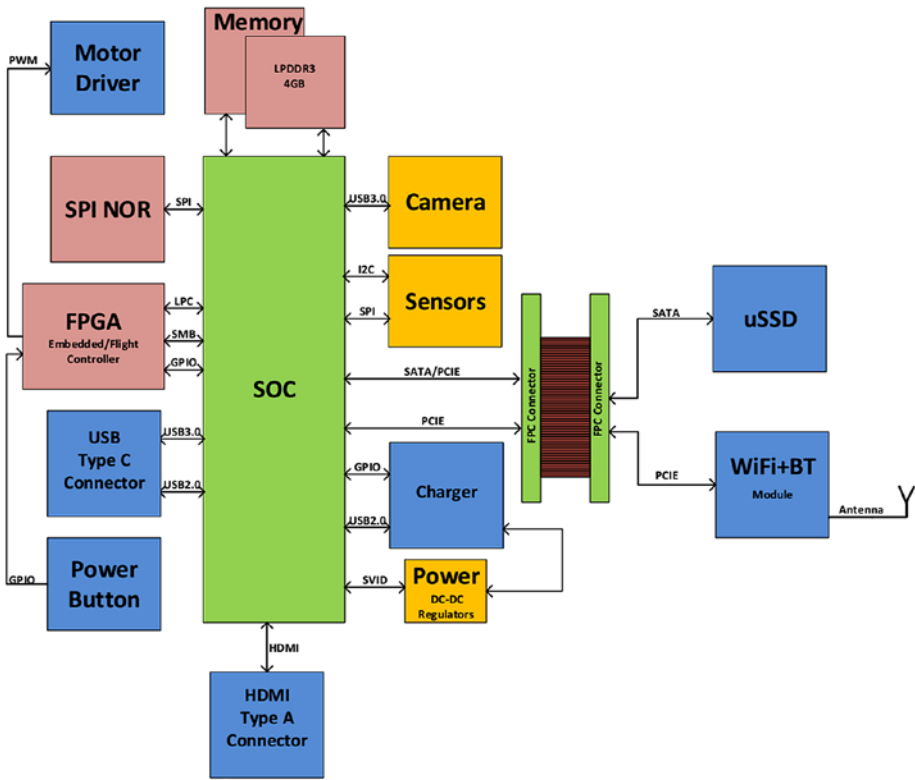 Memory
LPDDR3
4GB
PWM
Motor
Driver
SPI NOR
SPI
USB3.0
Camera
I2C
SPI
Sensors
FPGA
Embedded/Flight
Controller
LPC
SMB
GPIO
SOC
SATA/PCIE
PCIE
FPC Connector
FPC Connector
SATA
uSSD
PCIE
WiFi+BT
Module
Antenna
USB
Type C
Connector
USB3.0
USB2.0
GPIO
USB2.0
Charger
GPIO
Power
Button
SVID
Power
DC-DC
Regulators
HDMI
HDMI
Type A
Connector